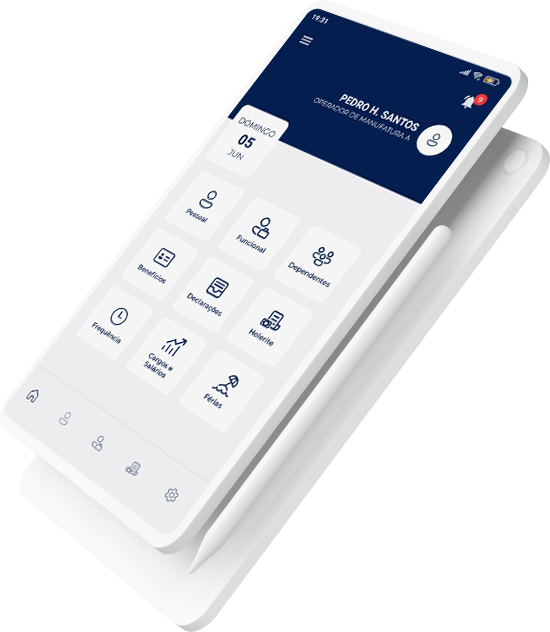 19:31
9
PEDRO H. SANTOS
OPERADOR DE MANUFATURA A
DOMINGO
05
JUN
Pessoal
Funcional
Dependentes
Benefícios
Declarações
Holerite
Frequência
Cargos e
Salários
Férias